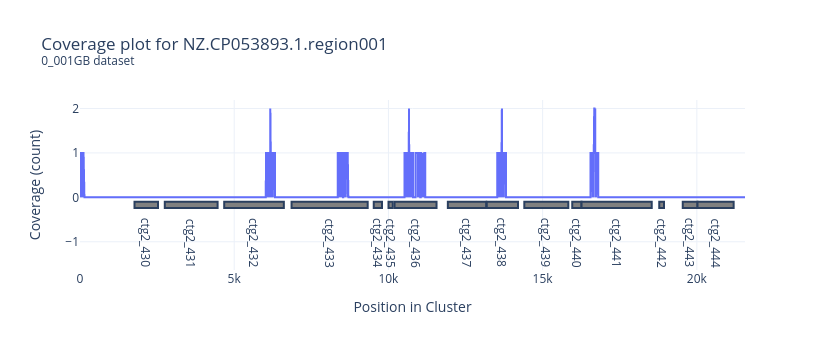 Coverage plot for NZ.CP053893.1.region001
0_001GB dataset
Coverage (count)
2
1
0
−1
ctg2_430
ctg2_431
ctg2_432
ctg2_433
ctg2_434
ctg2_435
ctg2_436
ctg2_437
ctg2_438
ctg2_439
ctg2_440
ctg2_441
ctg2_442
ctg2_443
ctg2_444
0 5k 10k 15k 20k
Position in Cluster